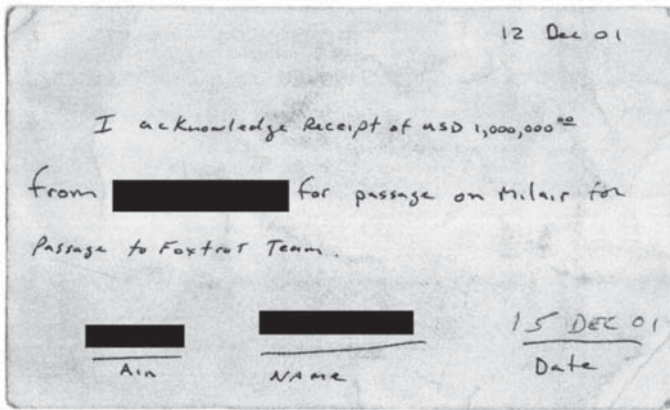 12 Dec 01
I acknowledge Receipt of USD 1,000,000 00
from for passage on Milair for
Passage to Foxtrot Team.
15 DEC 01
Air NAME Date